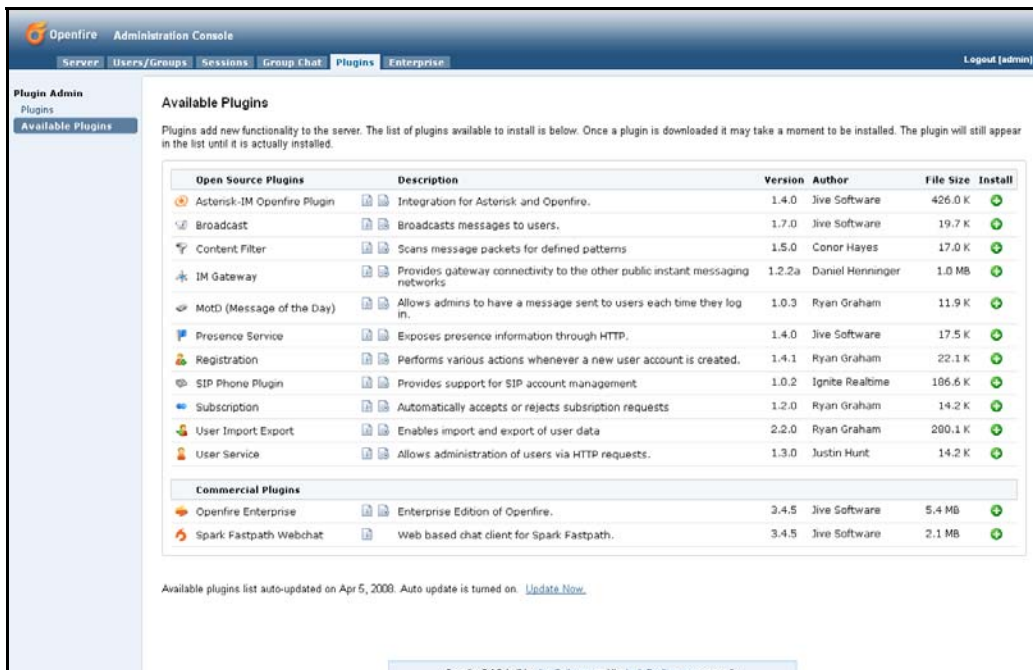 Openfire Administration Console
Server Users/Groups Sessions Group Chat Plugins Enterprise
Logout [admin]
Plugin Admin
Plugins
Available Plugins
Available Plugins
Plugins add new functionality to the server. The list of plugins available to install is below. Once a plugin is downloaded it may take a moment to be installed. The plugin will still appear
in the list until it is actually installed.
Open Source Plugins Description Version Author File Size Install
Asterisk-IM Openfire Plugin Integration for Asterisk and Openfire. 1.4.0 Jive Software 426.0 K
Broadcast Broadcasts messages to users. 1.7.0 Jive Software 19.7 K
Content Filter Scans message packets for defined patterns 1.5.0 Conor Hayes 17.0 K
IM Gateway Provides gateway connectivity to the other public instant messaging
networks 1.2.2a Daniel Henninger 1.0 MB
MotD (Message of the Day) Allows admins to have a message sent to users each time they log
in. 1.0.3 Ryan Graham 11.9 K
Presence Service Exposes presence information through HTTP. 1.4.0 Jive Software 17.5 K
Registration Performs various actions whenever a new user account is created. 1.4.1 Ryan Graham 22.1 K
SIP Phone Plugin Provides support for SIP account management 1.0.2 Ignite Realtime 186.6 K
Subscription Automatically accepts or rejects subsription requests 1.2.0 Ryan Graham 14.2 K
User Import Export Enables import and export of user data 2.2.0 Ryan Graham 280.1 K
User Service Allows administration of users via HTTP requests. 1.3.0 Justin Hunt 14.2 K
Commercial Plugins
Openfire Enterprise Enterprise Edition of Openfire. 3.4.5 Jive Software 5.4 MB
Spark Fastpath Webchat Web based chat client for Spark Fastpath. 3.4.5 Jive Software 2.1 MB
Available plugins list auto-updated on Apr 5, 2008. Auto update is turned on. Update Now.